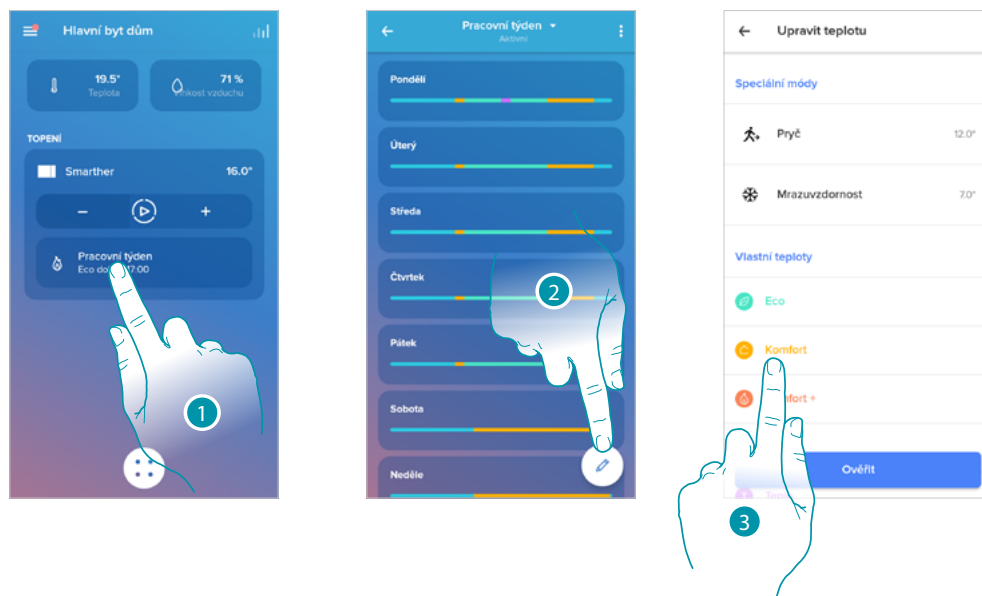 Hlavní byt dům
19.5°
Teplota
71 %
vzduchu
TOPENÍ
Smarther
16.0°
Pracovní týden
Eco 17:00
1
Pracovní týden
Aktivní
Pondělí
Úterý
Středa
Čtvrtek
Pátek
Sobota
Neděle
2
Upravit teplotu
Speciální módy
Pryč
12.0°
Mrazuvzdornost
7.0°
Vlastní teploty
Eco
Komfort
Ověřit
3